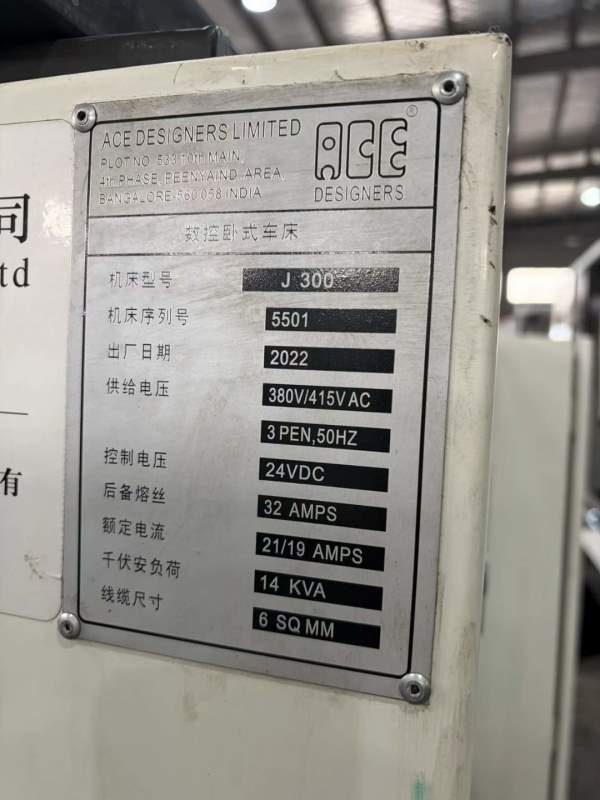 ACE DESIGNERS LIMITED
PLOT NO. 533 10th MAIN,
4th PHASE, PEENYA IND. AREA,
BANGALORE-560 058 INDIA
ACE
®
DESIGNERS
数控卧式车床
机床型号 J 300
机床序列号 5501
出厂日期 2022
供给电压 380V/415V AC
3 PEN,50HZ
控制电压 24VDC
后备熔丝 32 AMPS
额定电流 21/19 AMPS
千伏安负荷 14 KVA
线缆尺寸 6 SQ MM
司
td
有